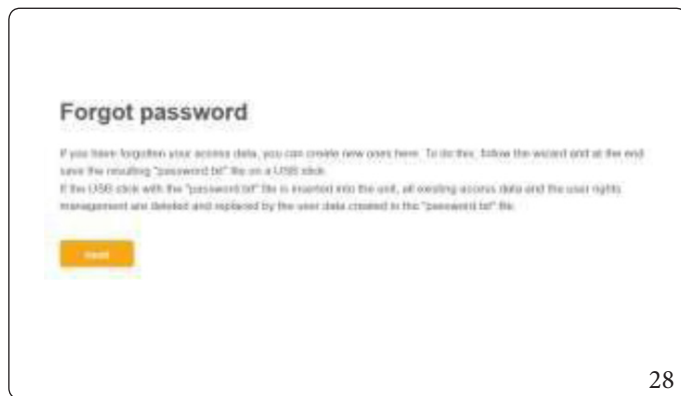 Forgot password
If you have forgotten your access data, you can create new ones here. To do this, follow the wizard and at the end
save the resulting "password.txt" file on a USB stick.
If the USB stick with the "password.txt" file is inserted into the unit, all existing access data and the user rights
management are deleted and replaced by the user data created in the "password.txt" file.
28